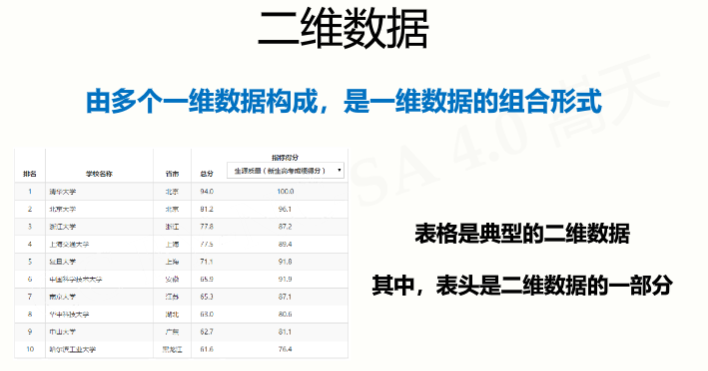 二维数据
由多个一维数据构成，是一维数据的组合形式
指标得分
排名 学校名称 省市 总分 生源质量（新生高考成绩得分）
1 清华大学 北京 94.0 100.0
2 北京大学 北京 81.2 96.1
3 浙江大学 浙江 77.8 87.2
4 上海交通大学 上海 77.5 89.4
5 复旦大学 上海 71.1 91.8
6 中国科学技术大学 安徽 65.9 91.9
7 南京大学 江苏 65.3 87.1
8 华中科技大学 湖北 63.0 80.6
9 中山大学 广东 62.7 81.1
10 哈尔滨工业大学 黑龙江 61.6 76.4
表格是典型的二维数据
其中，表头是二维数据的一部分
SA 4.0 嵩天